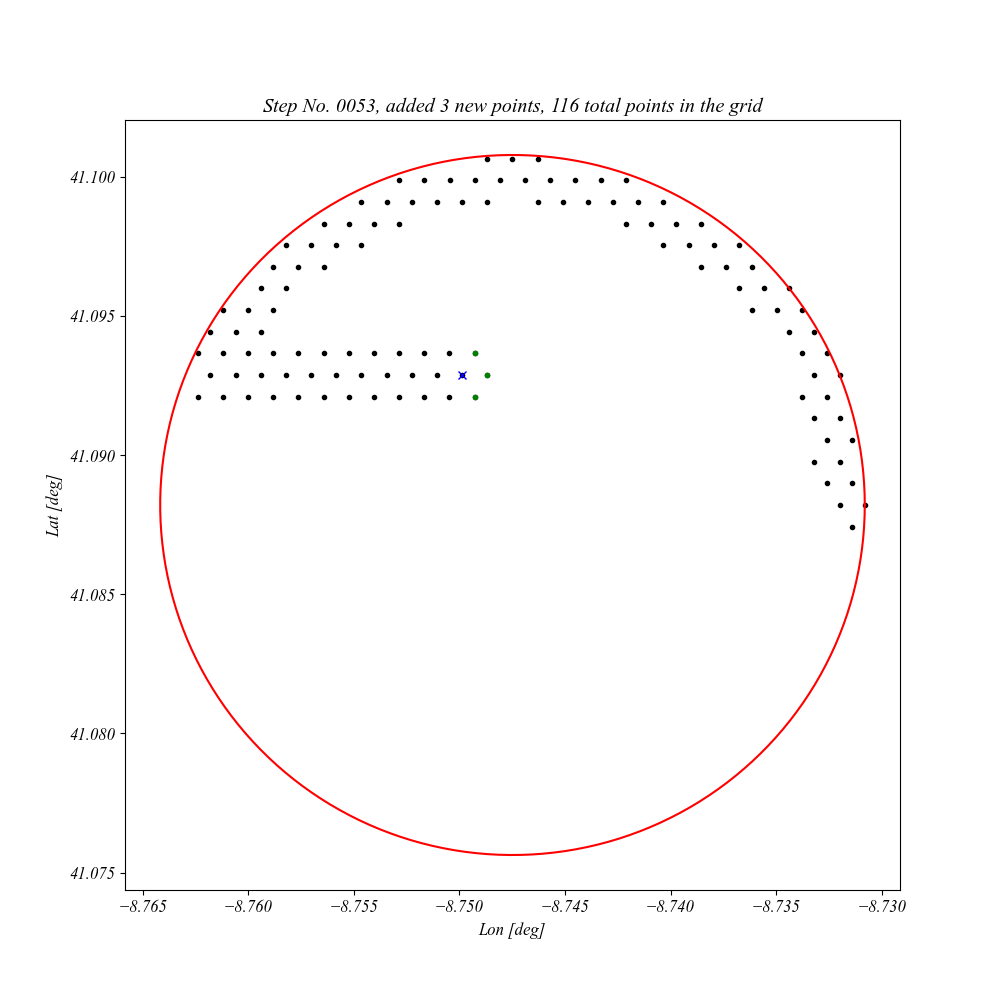 Step No. 0053, added 3 new points, 116 total points in the grid
41.100
41.095
41.090
41.085
41.080
41.075
Lat [deg]
−8.765 −8.760 −8.755 −8.750 −8.745 −8.740 −8.735 −8.730
Lon [deg]